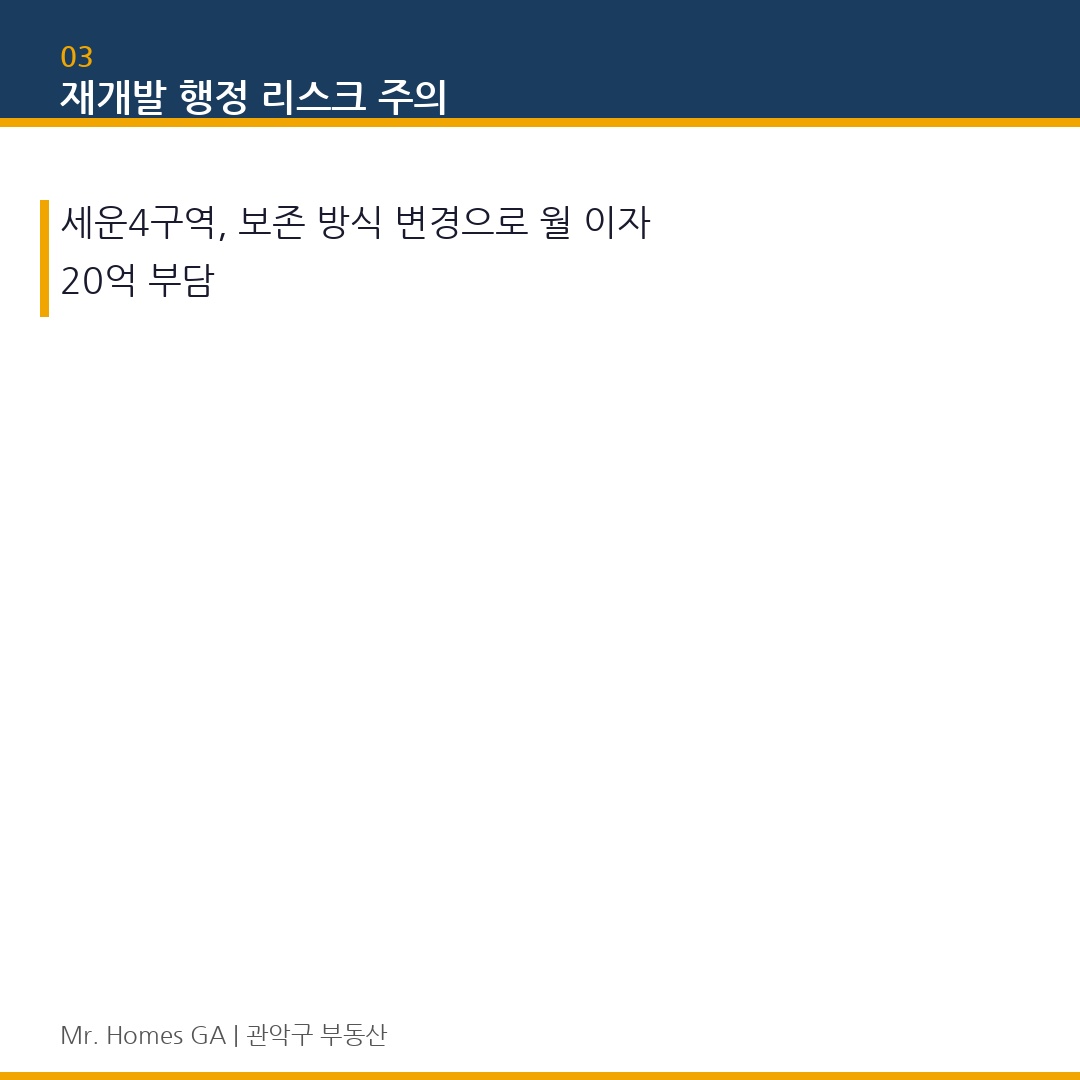 03
재개발 행정 리스크 주의
세운4구역, 보존 방식 변경으로 월 이자
20억 부담
Mr. Homes GA | 관악구 부동산